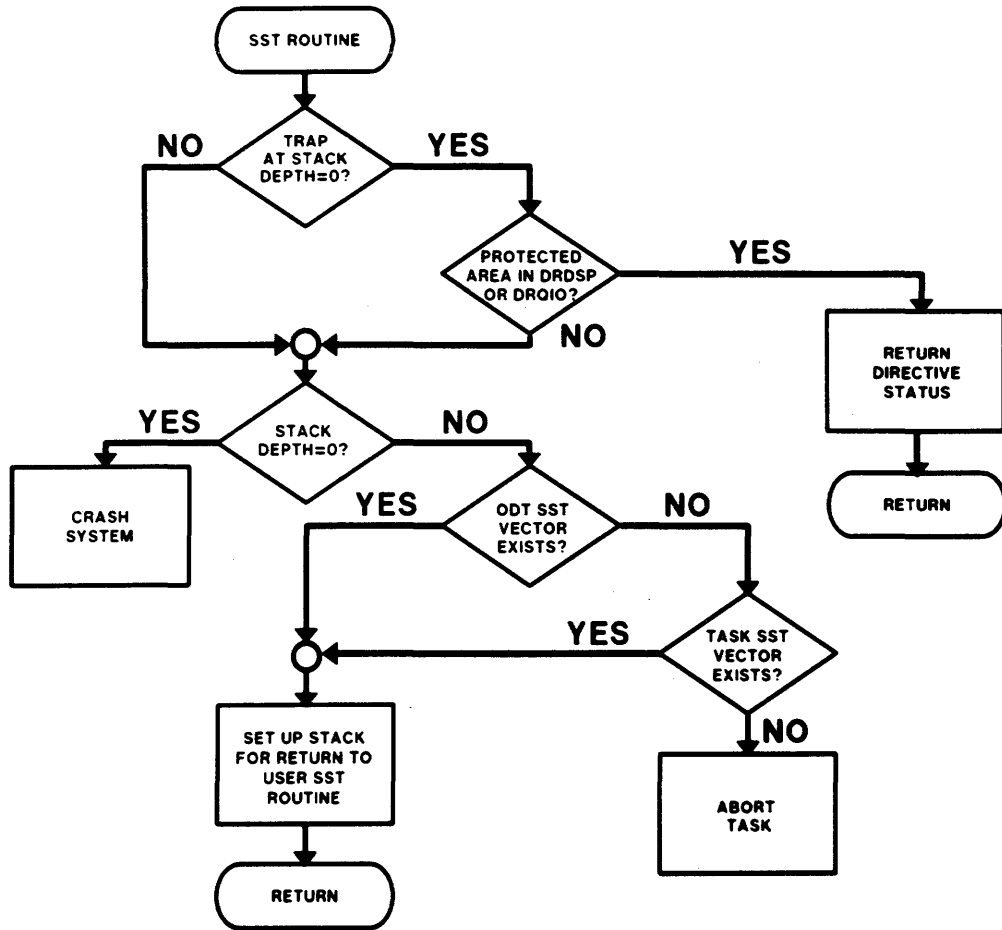 SST ROUTINE
TRAP
AT STACK
DEPTH=0?
NO
YES
PROTECTED
AREA IN DRDSP
OR DRQIO?
YES
NO
RETURN
DIRECTIVE
STATUS
RETURN
STACK
DEPTH=0?
YES
NO
CRASH
SYSTEM
ODT SST
VECTOR
EXISTS?
YES
NO
TASK SST
VECTOR
EXISTS?
YES
NO
SET UP STACK
FOR RETURN TO
USER SST
ROUTINE
ABORT
TASK
RETURN